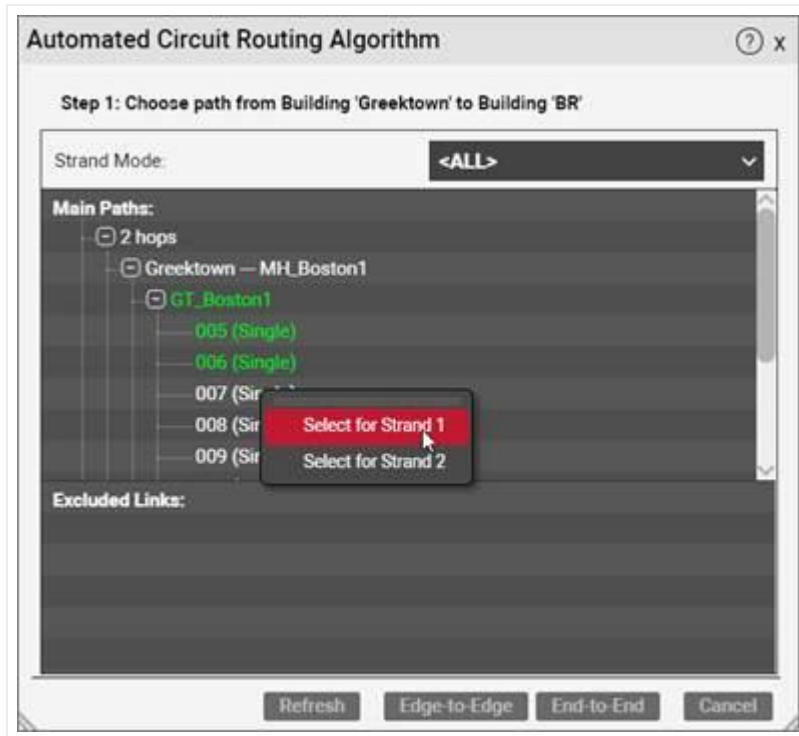 Automated Circuit Routing Algorithm ? x
Step 1: Choose path from Building 'Greektown' to Building 'BR'
Strand Mode: <ALL>
Main Paths:
2 hops
Greektown — MH_Boston1
GT_Boston1
005 (Single)
006 (Single)
007
008
Select for Strand 1
009
Select for Strand 2
Excluded Links:
Refresh Edge-to-Edge End-to-End Cancel